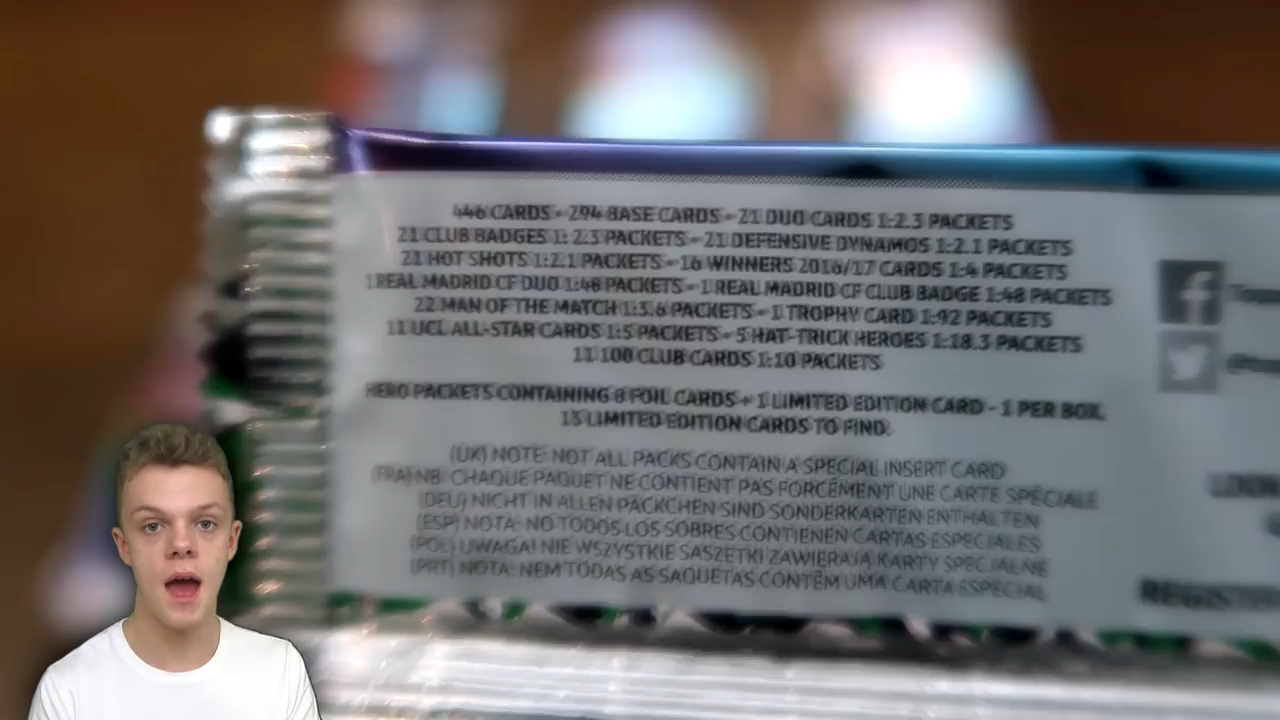 446 CARDS - 294 BASE CARDS - 21 DUO CARDS 1:2.3 PACKETS
21 CLUB BADGES 1: 2.3 PACKETS - 21 DEFENSIVE DYNAMOS 1:2.1 PACKETS
21 HOT SHOTS 1:2.1 PACKETS - 16 WINNERS 2016/17 CARDS 1:4 PACKETS
1 REAL MADRID CF DUO 1:48 PACKETS - 1 REAL MADRID CF CLUB BADGE 1:48 PACKETS
22 MAN OF THE MATCH 1:3.6 PACKETS - 1 TROPHY CARD 1:92 PACKETS
11 UCL ALL-STAR CARDS 1:5 PACKETS - 5 HAT-TRICK HEROES 1:18.3 PACKETS
11 100 CLUB CARDS 1:10 PACKETS
HERO PACKETS CONTAINING 8 FOIL CARDS + 1 LIMITED EDITION CARD - 1 PER BOX.
13 LIMITED EDITION CARDS TO FIND.
(UK) NOTE: NOT ALL PACKS CONTAIN A SPECIAL INSERT CARD
(FRA) NB: CHAQUE PAQUET NE CONTIENT PAS FORCÉMENT UNE CARTE SPÉCIALE
(DEU) NICHT IN ALLEN PÄCKCHEN SIND SONDERKARTEN ENTHALTEN
(ESP) NOTA: NO TODOS LOS SOBRES CONTIENEN CARTAS ESPECIALES
(POL) UWAGA! NIE WSZYSTKIE SASZETKI ZAWIERAJĄ KARTY SPECJALNE
(PRT) NOTA: NEM TODAS AS SAQUETAS CONTÊM UMA CARTA ESPECIAL